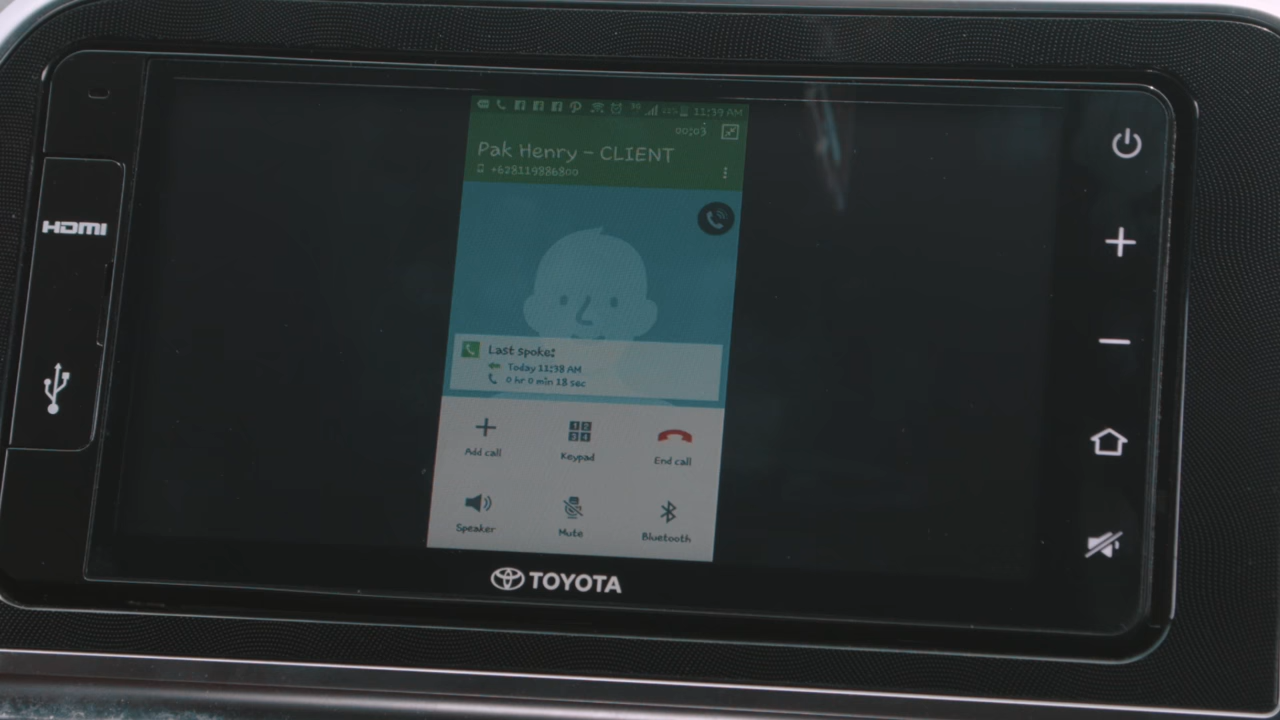 11:39 AM
00:03
Pak Henry - CLIENT
+628119886800
HDMI
Last spoke:
Today 11:38 AM
0 hr 0 min 18 sec
Add call
Keypad
End call
Speaker
Mute
Bluetooth
TOYOTA